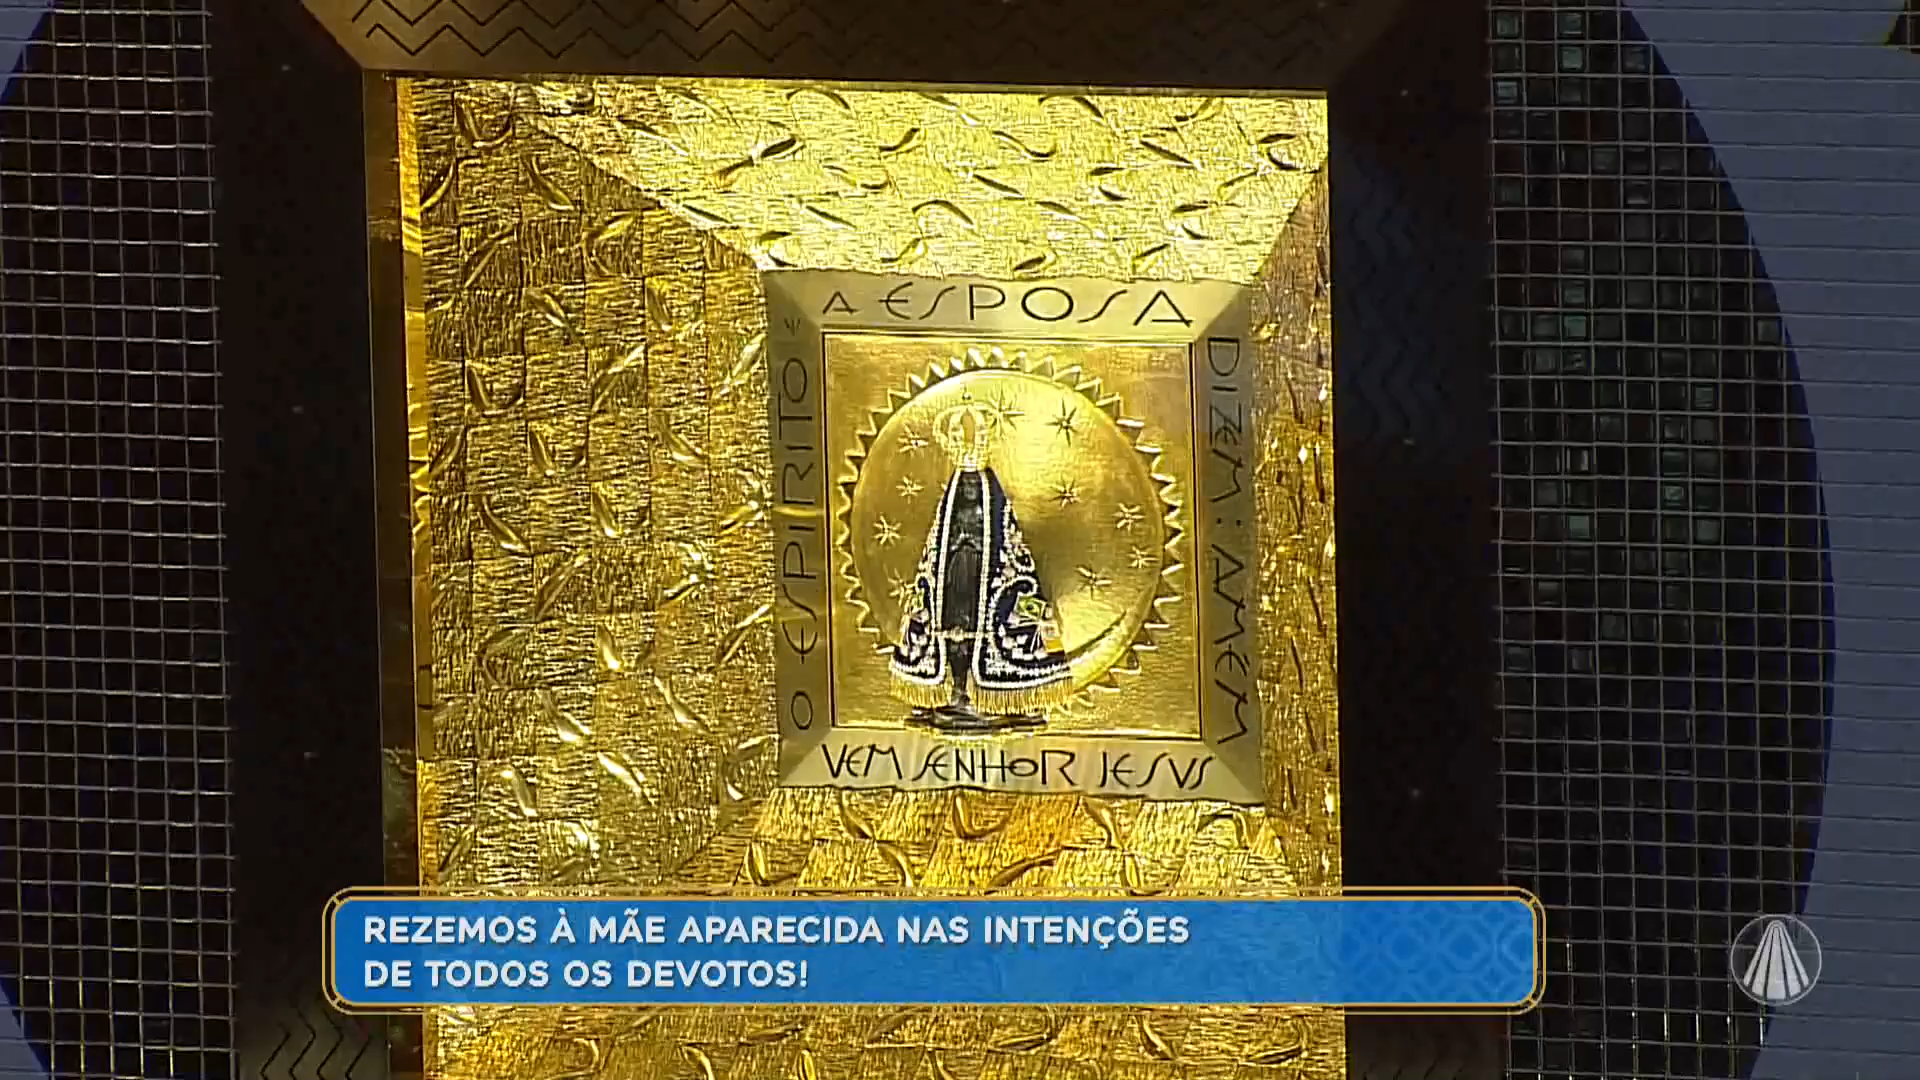 O ESPÍRITO E
A ESPOSA
DIZEM: AMÉM
VEM SENHOR JESUS
REZEMOS À MÃE APARECIDA NAS INTENÇÕES
DE TODOS OS DEVOTOS!